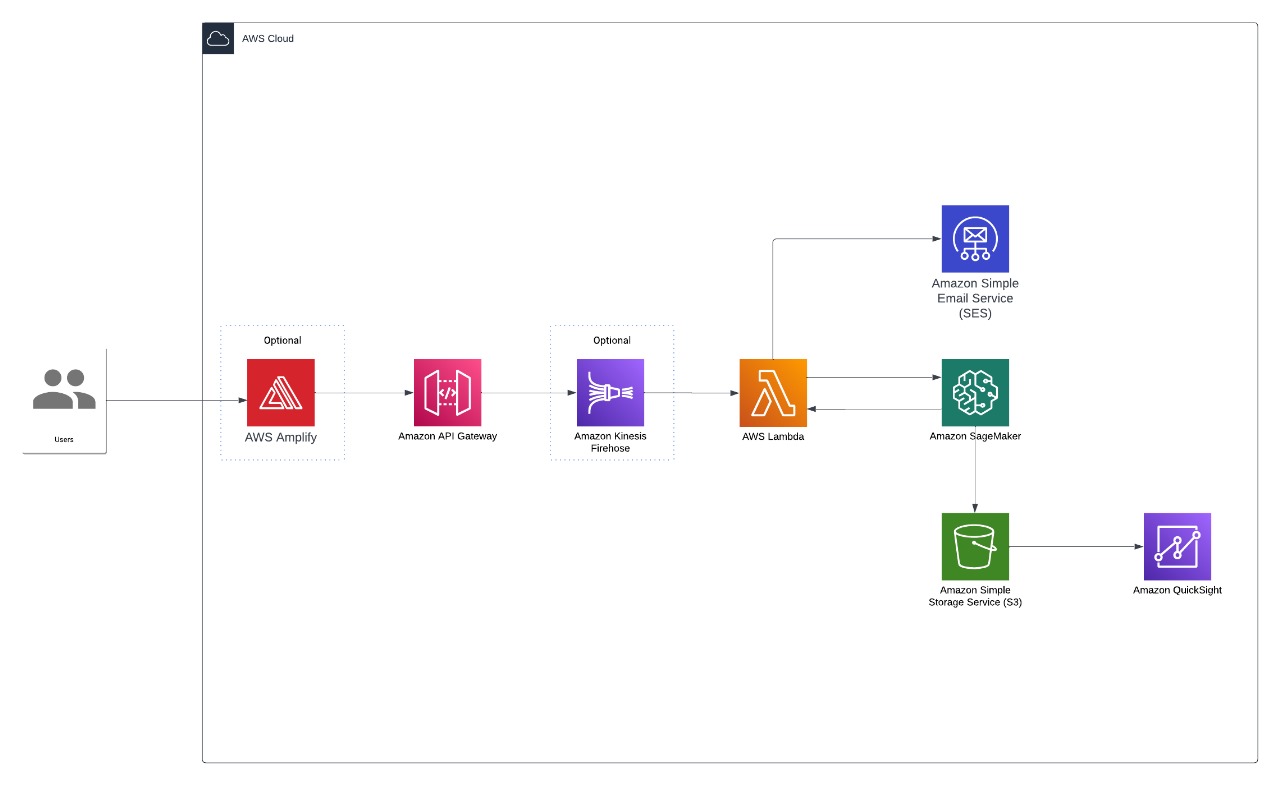 AWS Cloud
Amazon Simple
Email Service
(SES)
Optional
Optional
Users
AWS Amplify
Amazon API Gateway
Amazon Kinesis
Firehose
AWS Lambda
Amazon SageMaker
Amazon Simple
Storage Service (S3)
Amazon QuickSight